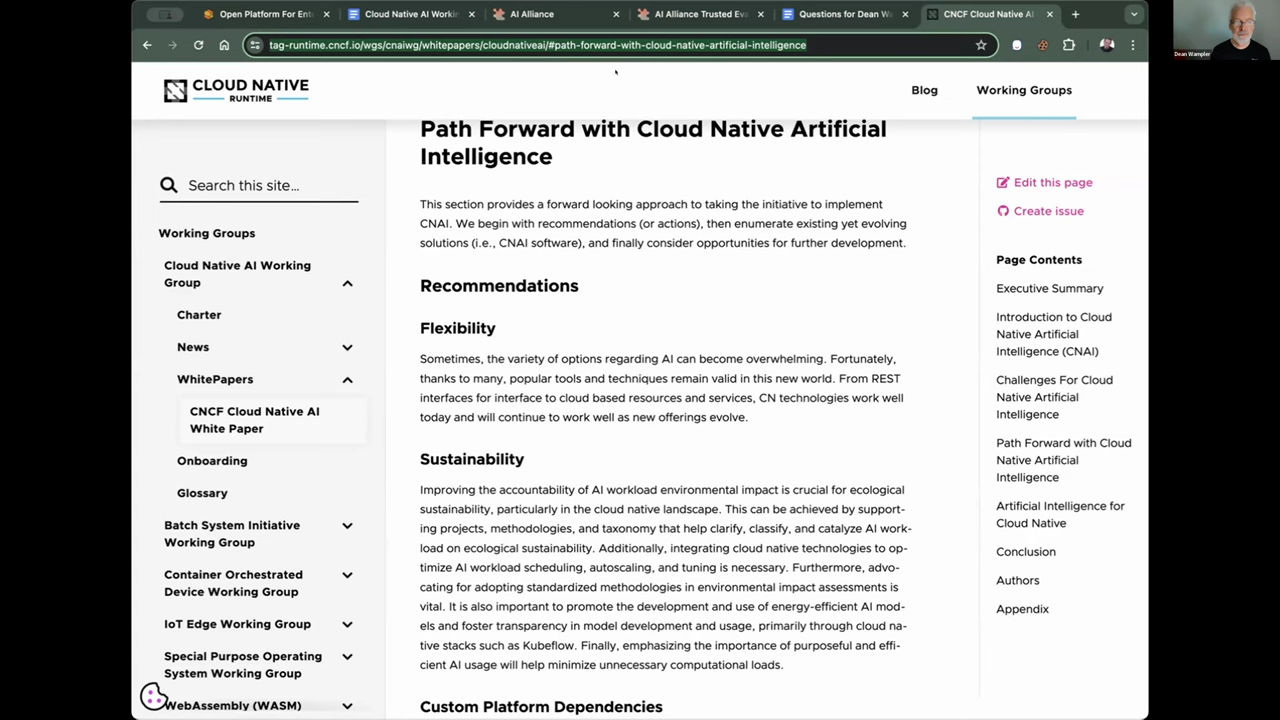 Open Platform For Ent
Cloud Native AI Workin
AI Alliance
AI Alliance Trusted Eva
Questions for Dean Wa
CNCF Cloud Native AI
tag-runtime.cncf.io/wgs/cnaiwg/whitepapers/cloudnativeai/#path-forward-with-cloud-native-artificial-intelligence
Dean Wampler
CLOUD NATIVE
RUNTIME
Blog
Working Groups
Search this site…
Working Groups
Cloud Native AI Working
Group
Charter
News
WhitePapers
CNCF Cloud Native AI
White Paper
Onboarding
Glossary
Batch System Initiative
Working Group
Container Orchestrated
Device Working Group
IoT Edge Working Group
Special Purpose Operating
System Working Group
WebAssembly (WASM)
Path Forward with Cloud Native Artificial
Intelligence
This section provides a forward looking approach to taking the initiative to implement
CNAI. We begin with recommendations (or actions), then enumerate existing yet evolving
solutions (i.e., CNAI software), and finally consider opportunities for further development.
Recommendations
Flexibility
Sometimes, the variety of options regarding AI can become overwhelming. Fortunately,
thanks to many, popular tools and techniques remain valid in this new world. From REST
interfaces for interface to cloud based resources and services, CN technologies work well
today and will continue to work well as new offerings evolve.
Sustainability
Improving the accountability of AI workload environmental impact is crucial for ecological
sustainability, particularly in the cloud native landscape. This can be achieved by support-
ing projects, methodologies, and taxonomy that help clarify, classify, and catalyze AI work-
load on ecological sustainability. Additionally, integrating cloud native technologies to op-
timize AI workload scheduling, autoscaling, and tuning is necessary. Furthermore, advo-
cating for adopting standardized methodologies in environmental impact assessments is
vital. It is also important to promote the development and use of energy-efficient AI mod-
els and foster transparency in model development and usage, primarily through cloud na-
tive stacks such as Kubeflow. Finally, emphasizing the importance of purposeful and effi-
cient AI usage will help minimize unnecessary computational loads.
Custom Platform Dependencies
Edit this page
Create issue
Page Contents
Executive Summary
Introduction to Cloud
Native Artificial
Intelligence (CNAI)
Challenges For Cloud
Native Artificial
Intelligence
Path Forward with Cloud
Native Artificial
Intelligence
Artificial Intelligence for
Cloud Native
Conclusion
Authors
Appendix